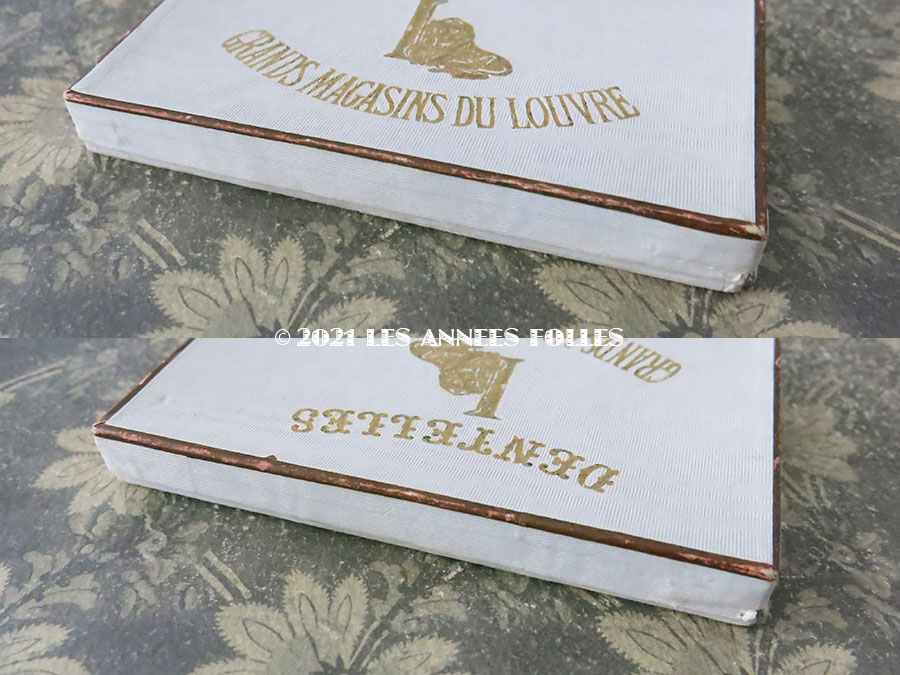 GRANDS MAGASINS DU LOUVRE
© 2021 LES ANNEES FOLLES
GRANDS
DENTELLES